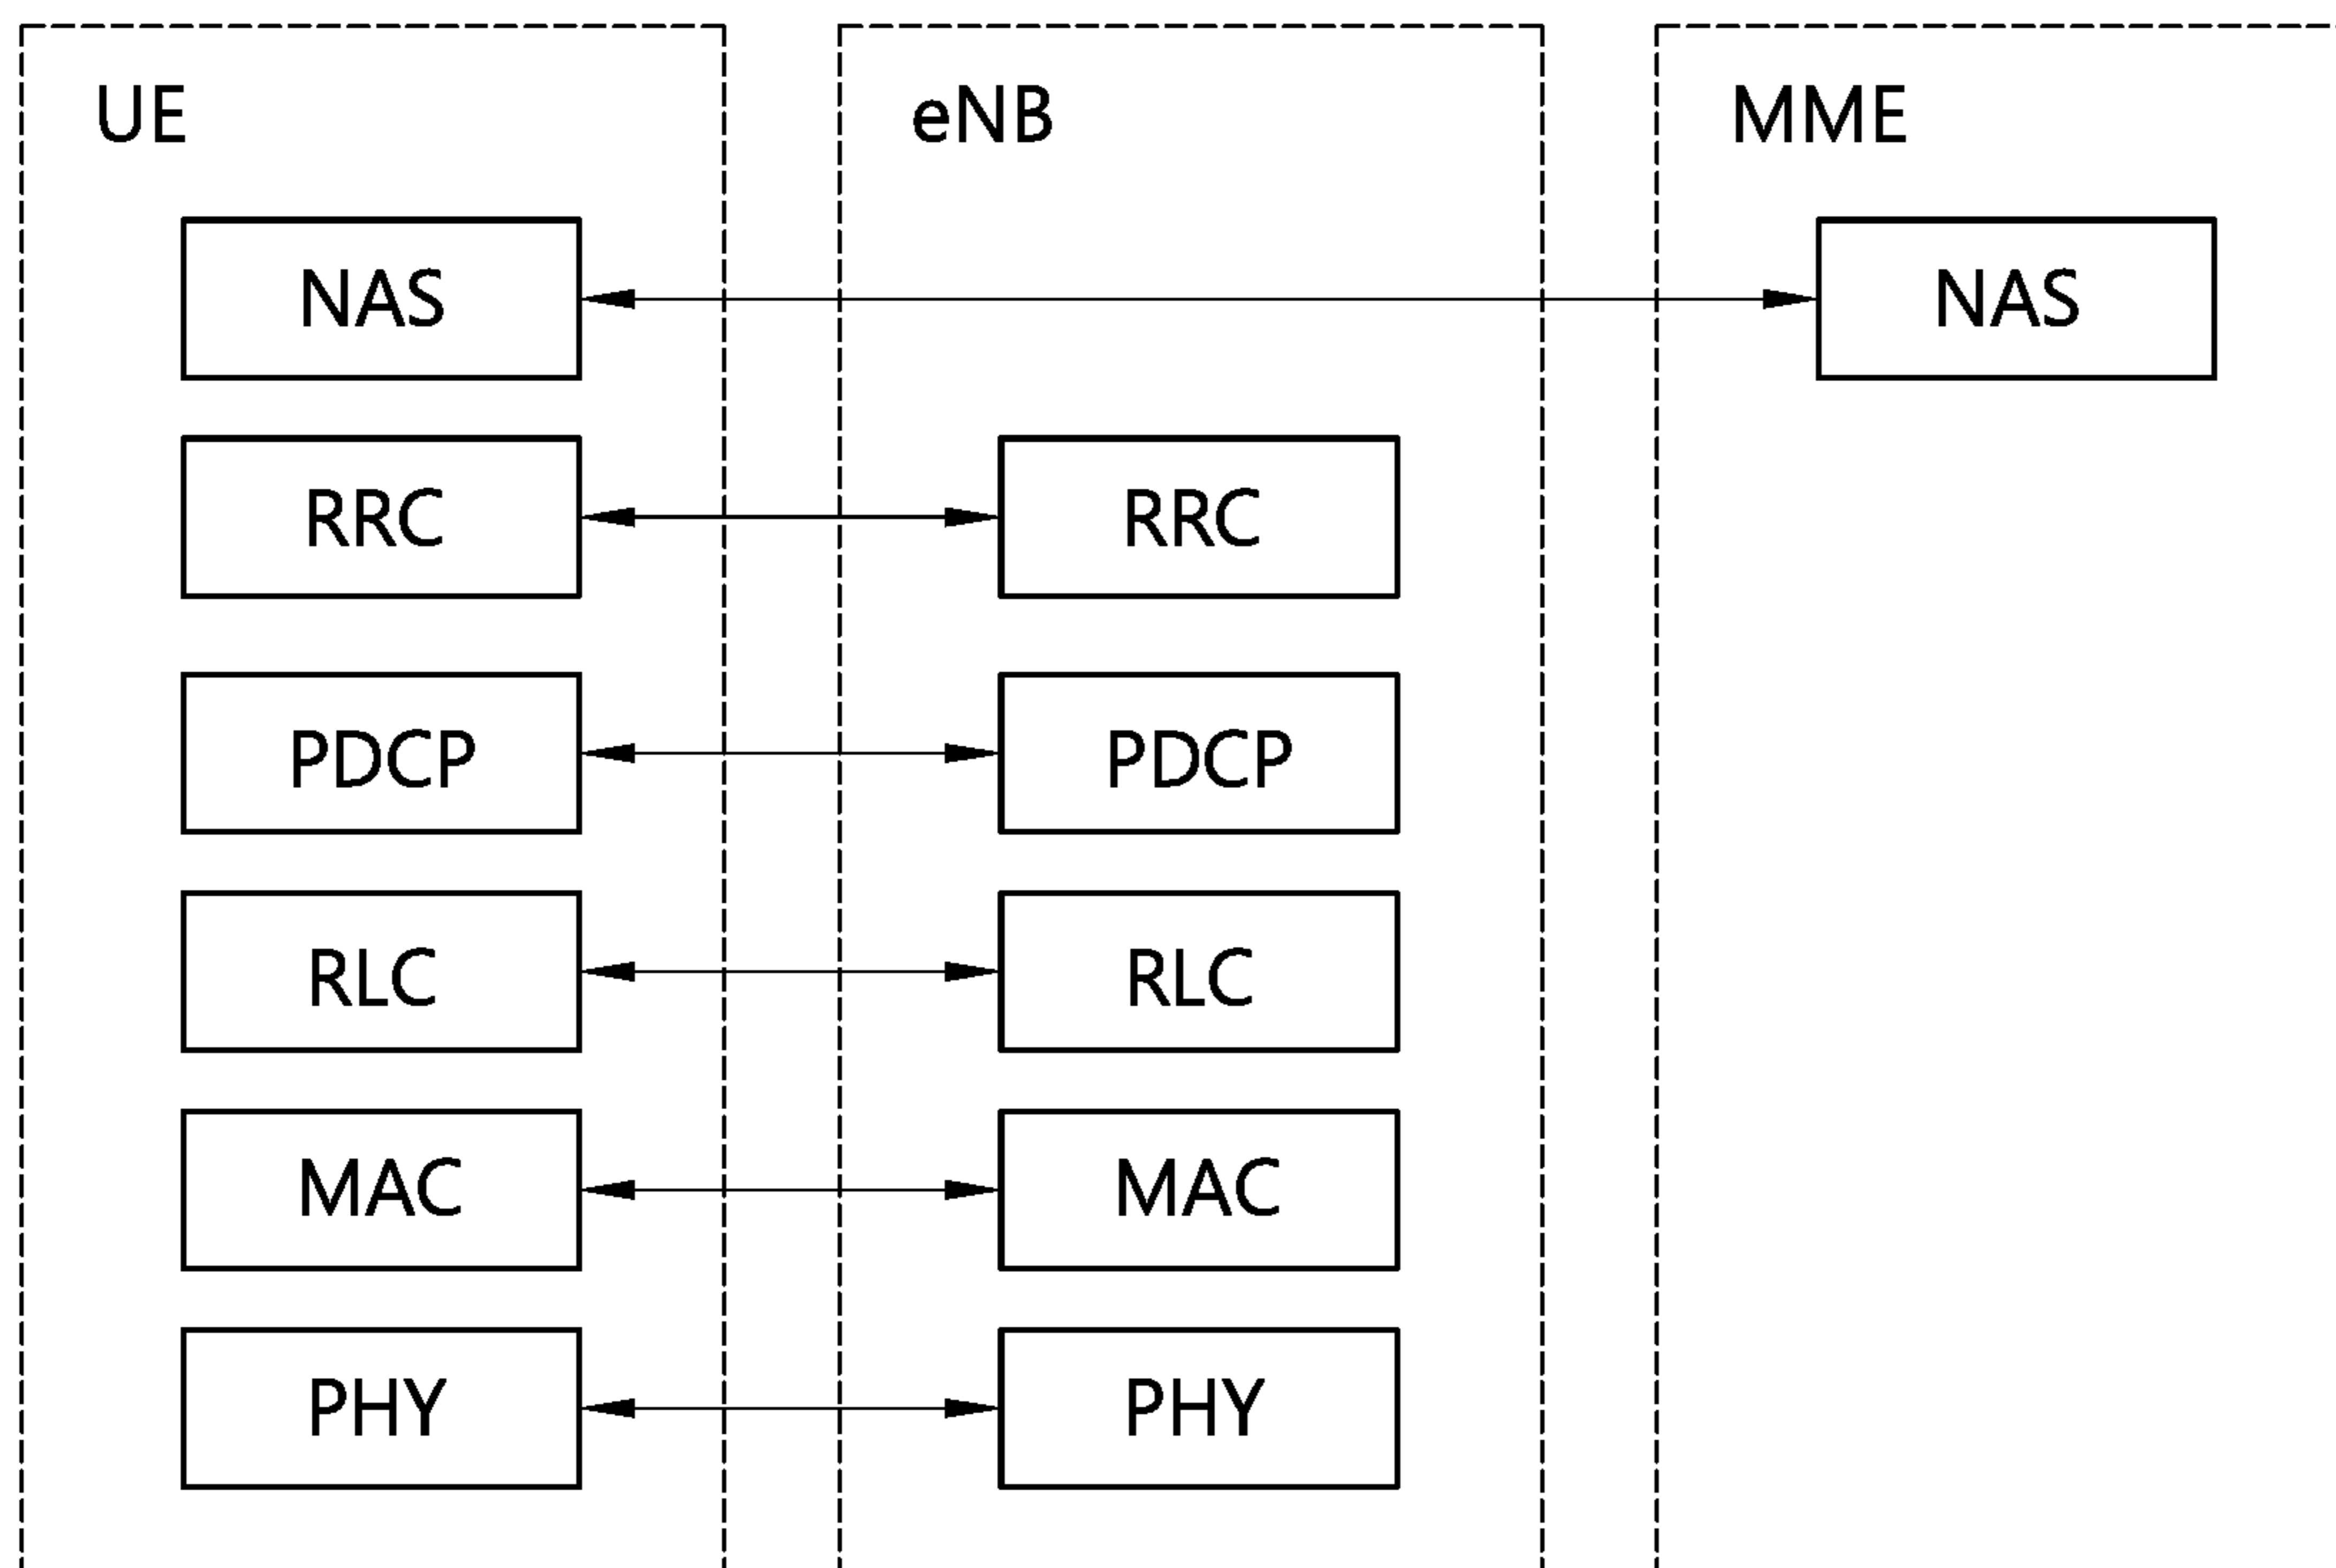 UE eNB MME
NAS NAS
RRC RRC
PDCP PDCP
RLC RLC
MAC MAC
PHY PHY